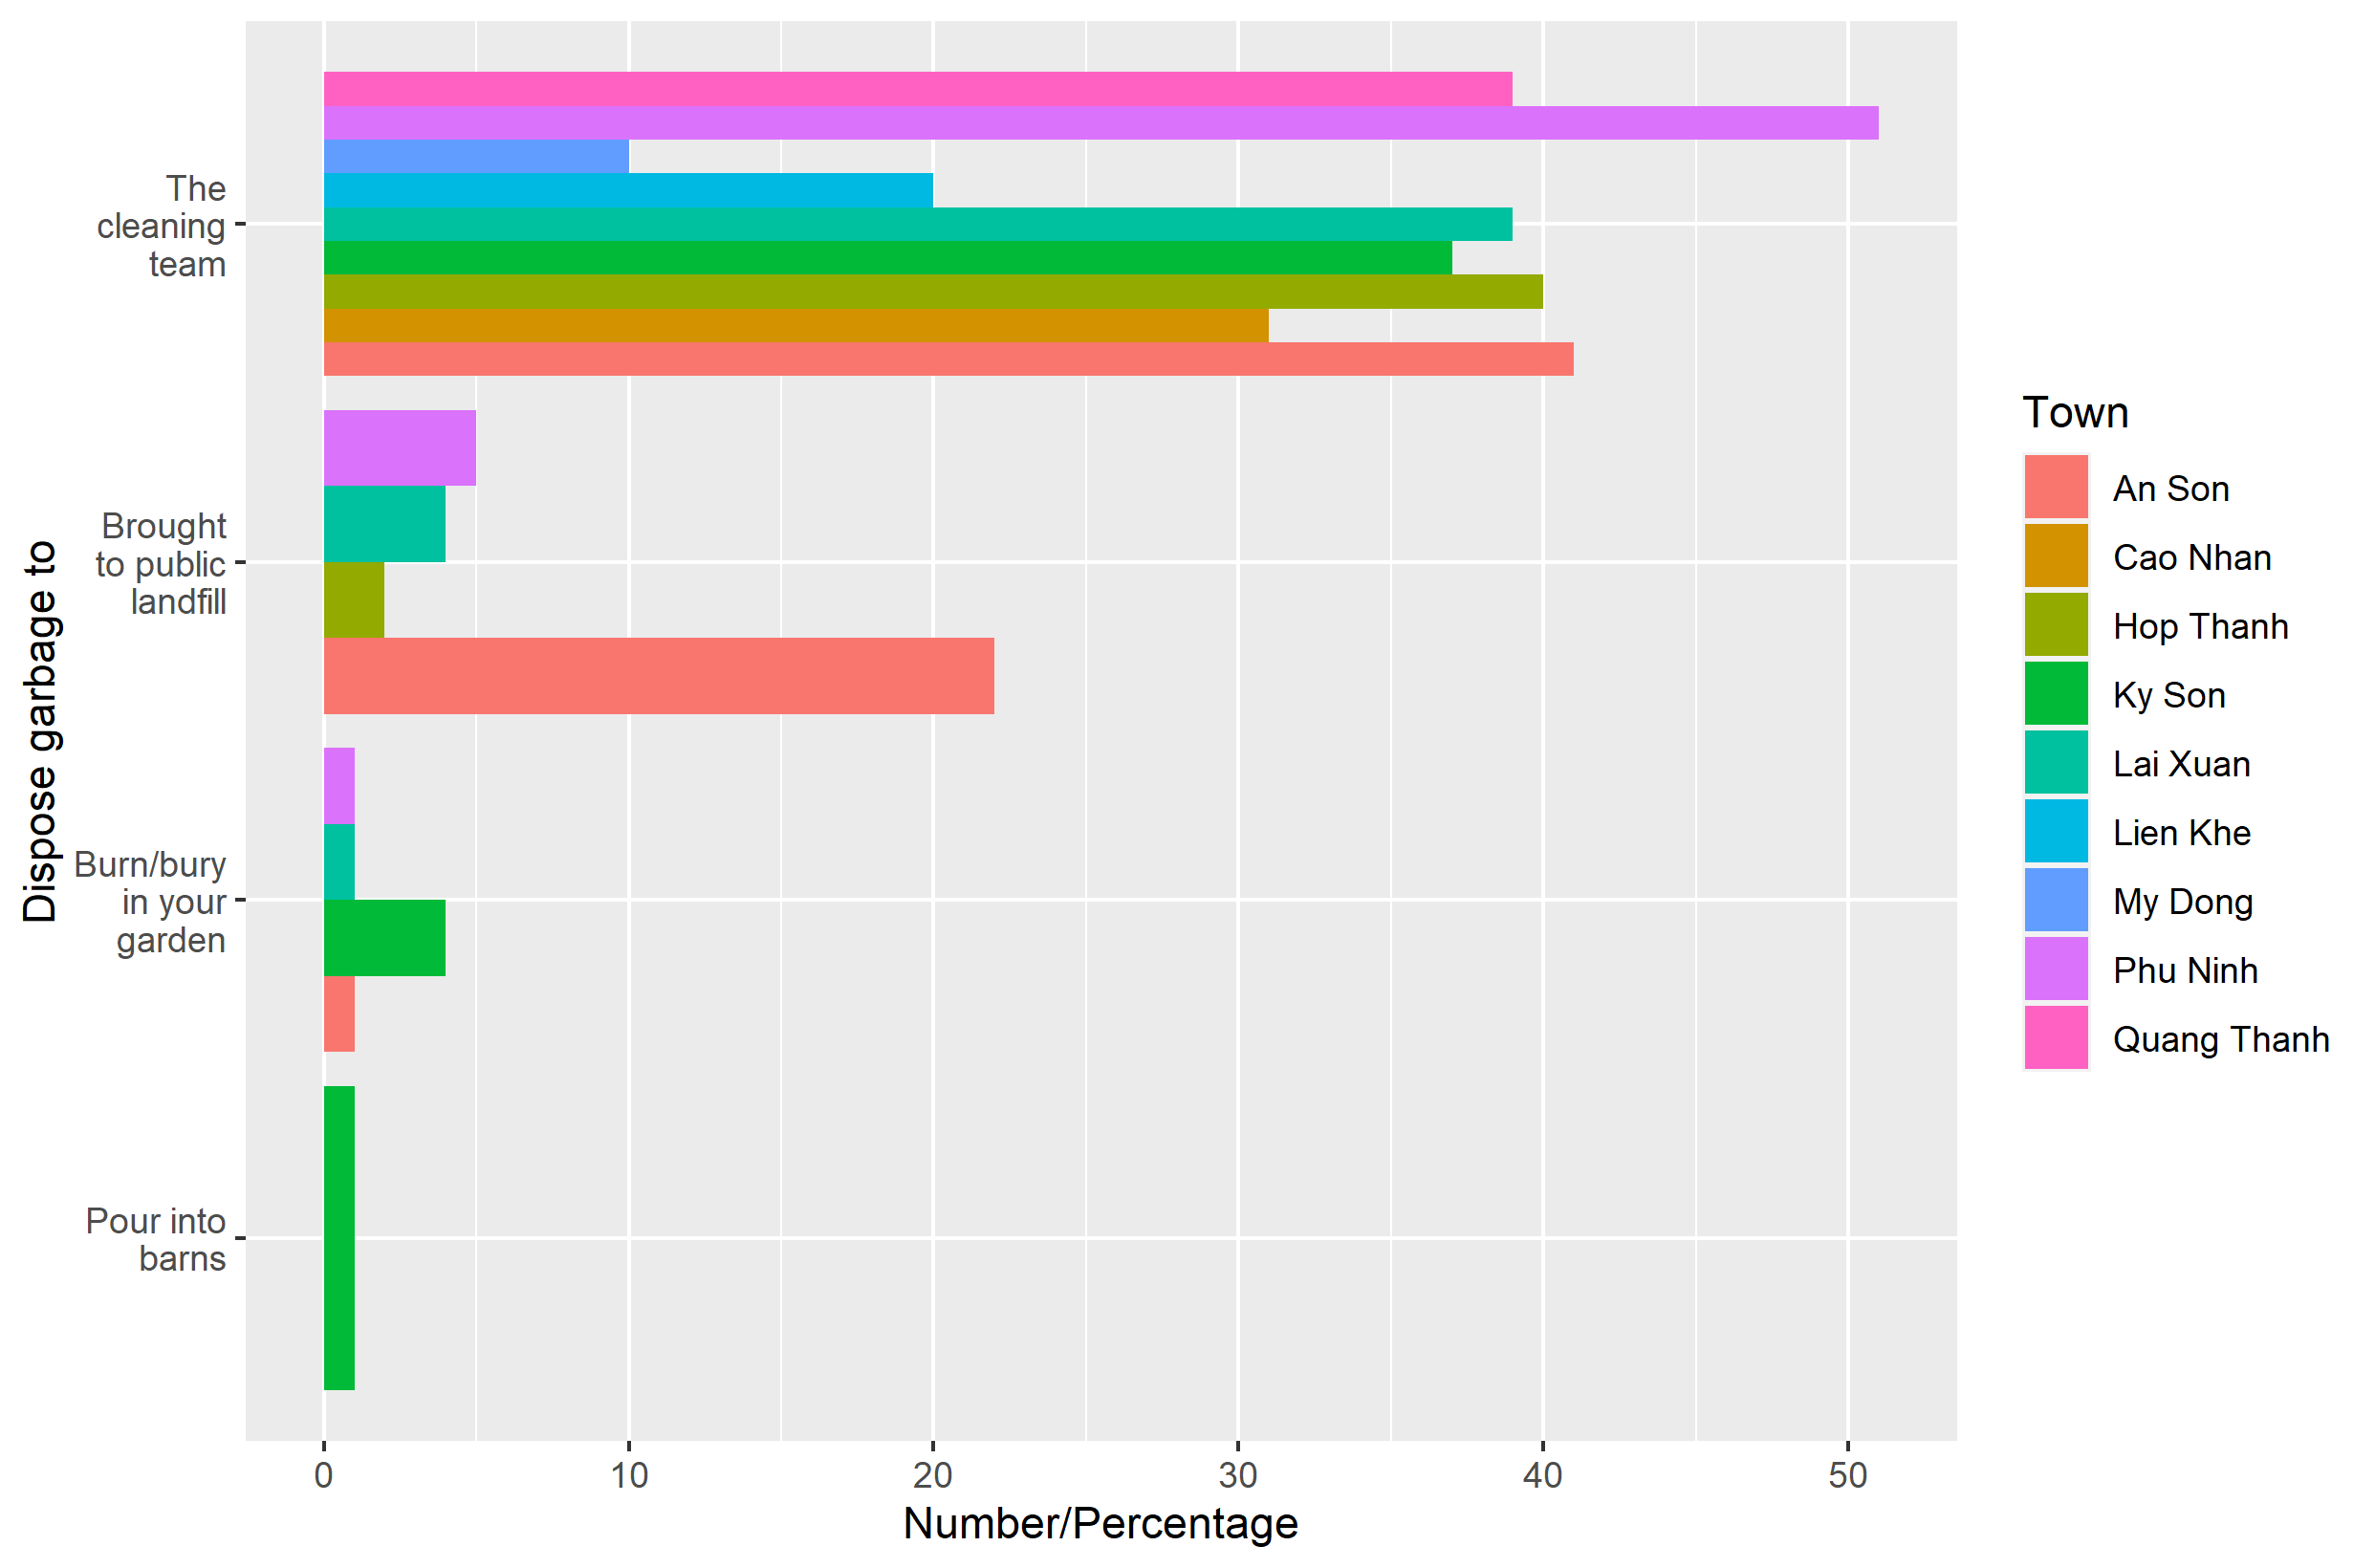 The
cleaning
team
Brought
to public
landfill
Burn/bury
in your
garden
Pour into
barns
Dispose garbage to
0
10
20
30
40
50
Number/Percentage
Town
An Son
Cao Nhan
Hop Thanh
Ky Son
Lai Xuan
Lien Khe
My Dong
Phu Ninh
Quang Thanh